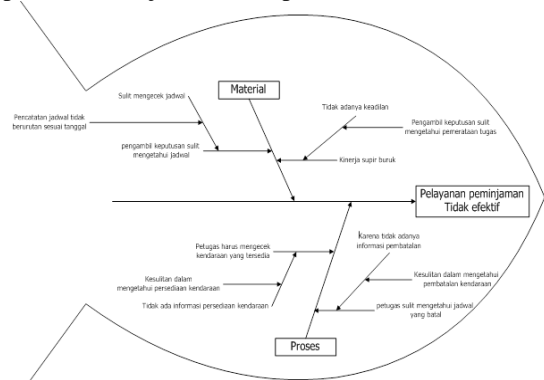 Material
Sulit mengecek jadwal
Pencatatan jadwal tidak
berurutan sesuai tanggal
pengambil keputusan sulit
mengetahui jadwal
Tidak adanya keadilan
Pengambil keputusan sulit
mengetahui pemerataan tugas
Kinerja supir buruk
Pelayanan peminjaman
Tidak efektif
Petugas harus mengecek
kendaraan yang tersedia
Kesulitan dalam
mengetahui persediaan kendaraan
Tidak ada informasi persediaan kendaraan
Karena tidak adanya
informasi pembatalan
Kesulitan dalam mengetahui
pembatalan kendaraan
petugas sulit mengetahui jadwal
yang batal
Proses